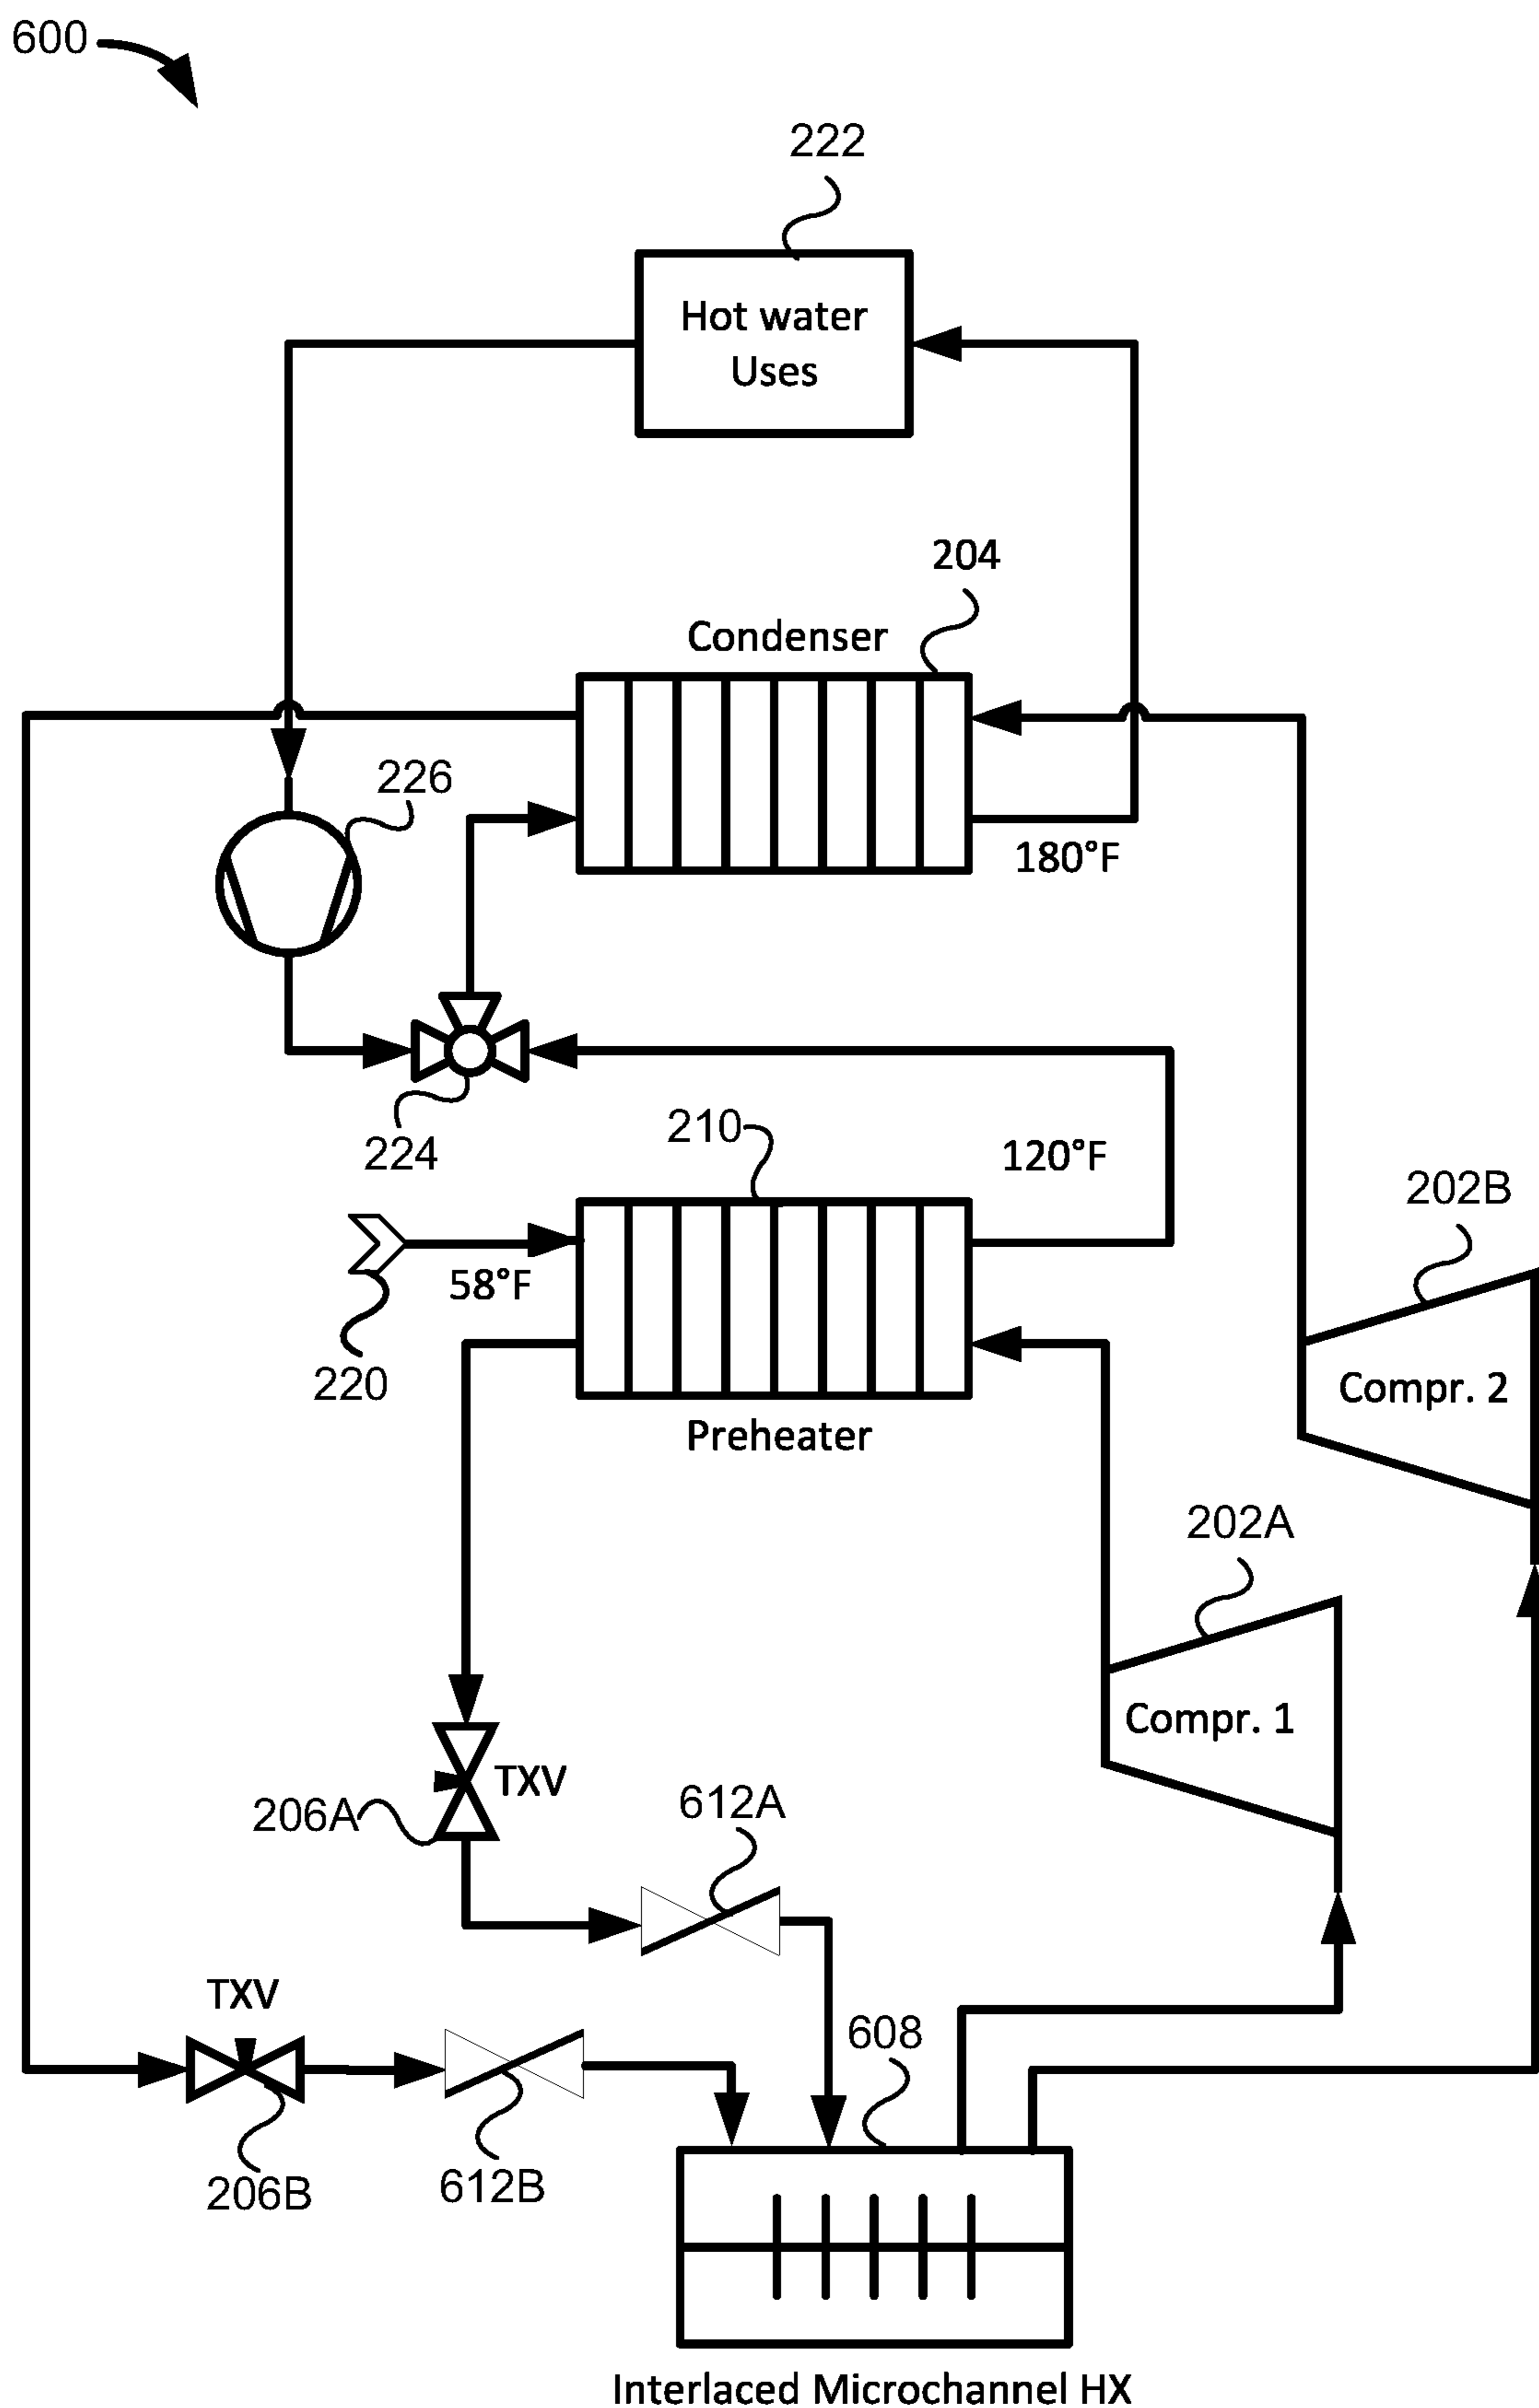 600
222
Hot water
Uses
204
Condenser
226
180°F
224
210
120°F
202B
58°F
220
Compr. 2
Preheater
202A
Compr. 1
TXV
206A
612A
TXV
608
206B
612B
Interlaced Microchannel HX